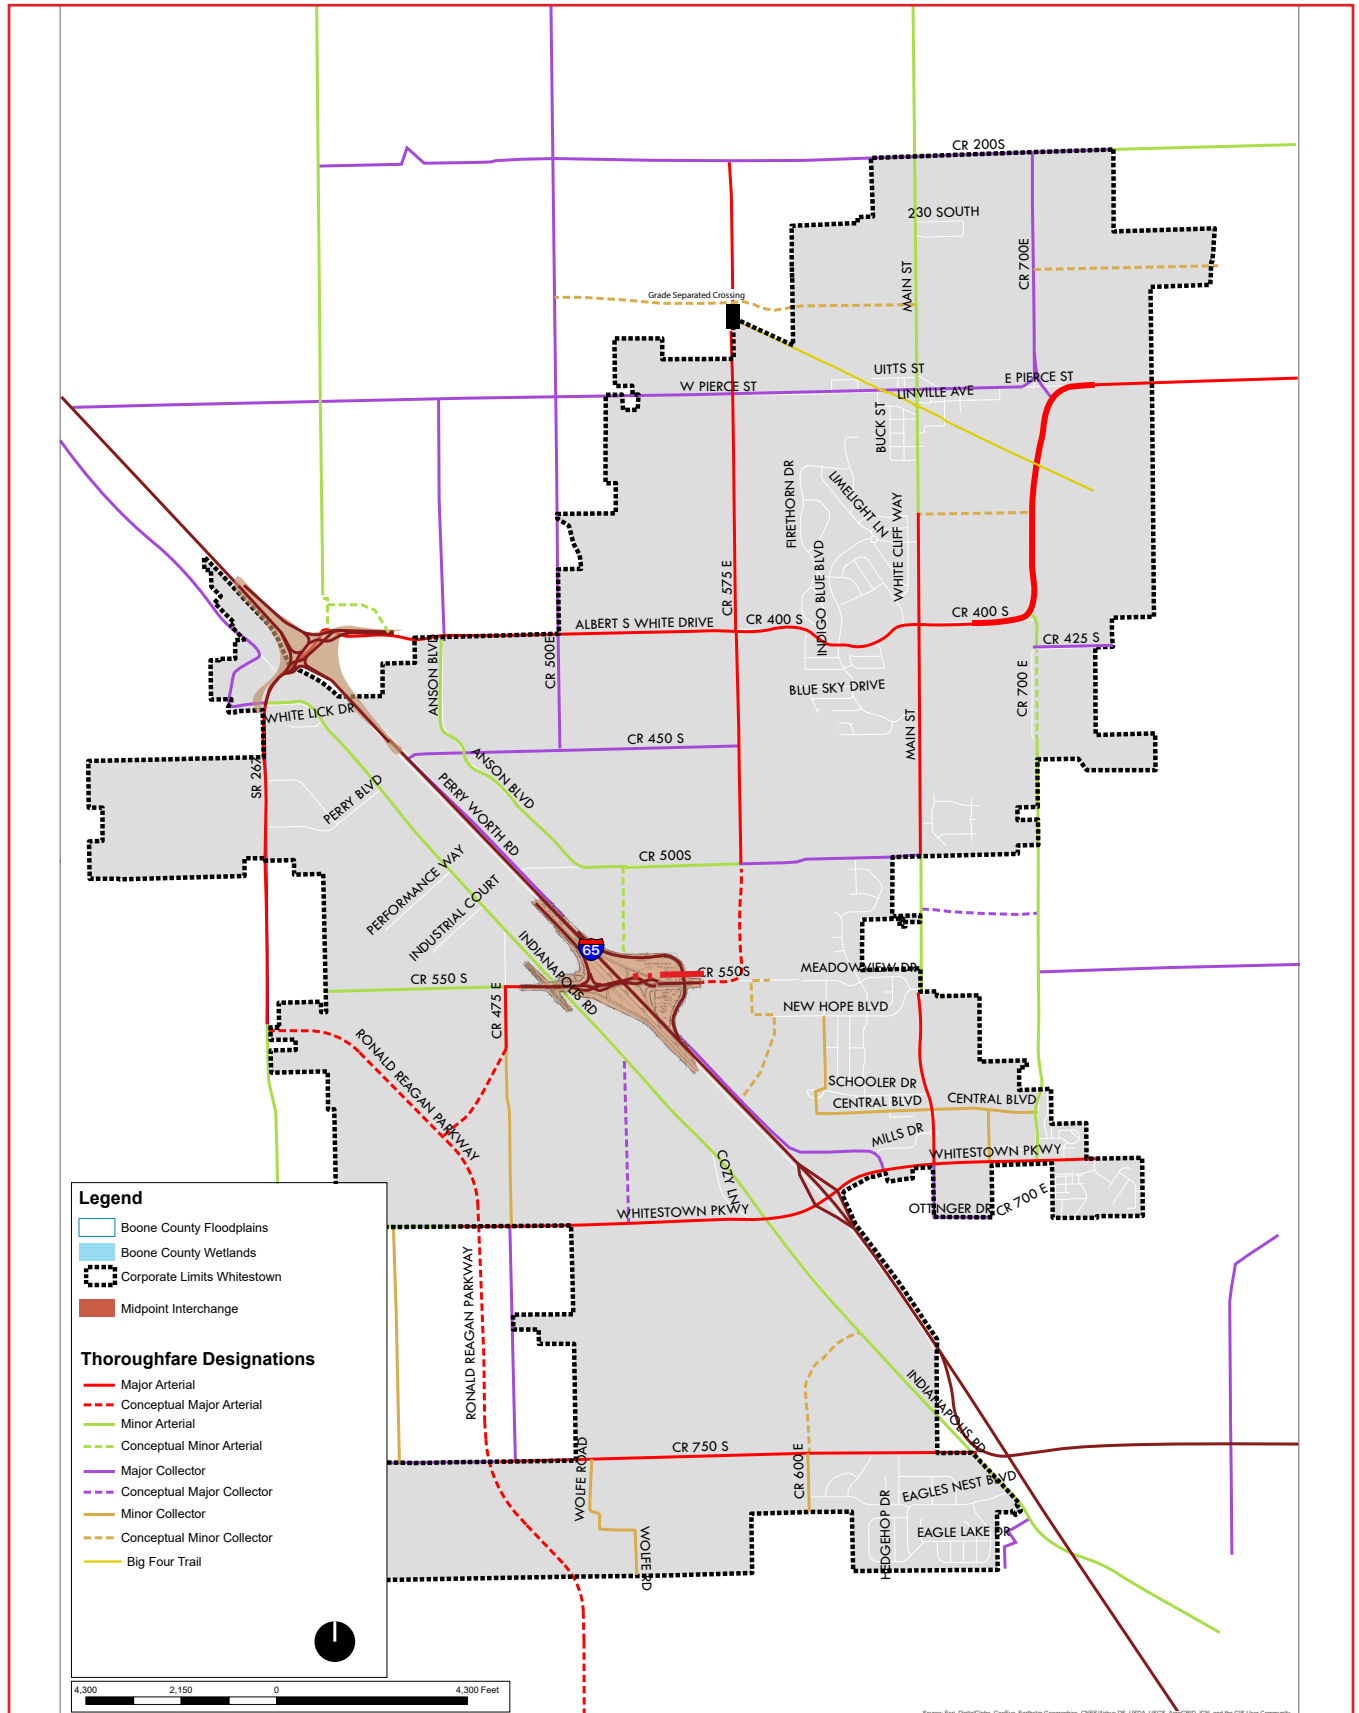 CR 200S
230 SOUTH
MAIN ST
CR 700E
Grade Separated Crossing
UITTS ST
E PIERCE ST
W PIERCE ST
LINVILLE AVE
BUCK ST
FIRETHORN DR
LIMELIGHT LN
WHITE CLIFF WAY
INDIGO BLUE BLVD
CR 575 E
ALBERT S WHITE DRIVE
CR 400 S
CR 400 S
CR 425 S
ANSON BLVD
CR 500E
CR 700 E
BLUE SKY DRIVE
WHITE LICK DR
MAIN ST
CR 450 S
SR 267
PERRY BLVD
ANSON BLVD
PERRY WORTH RD
CR 500S
PERFORMANCE WAY
INDUSTRIAL COURT
INDIANAPOLIS RD
65
CR 550S
MEADOWVIEW DR
CR 550 S
CR 475 E
NEW HOPE BLVD
RONALD REAGAN PARKWAY
SCHOOLER DR
CENTRAL BLVD
CENTRAL BLVD
MILLS DR
WHITESTOWN PKWY
COZY LN
OTTINGER DR
CR 700 E
WHITESTOWN PKWY
RONALD REAGAN PARKWAY
INDIANAPOLIS RD
CR 750 S
WOLFE ROAD
CR 600 E
EAGLES NEST BLVD
HEDGEHOP DR
EAGLE LAKE DR
WOLFE RD
Legend
Boone County Floodplains
Boone County Wetlands
Corporate Limits Whitestown
Midpoint Interchange
Thoroughfare Designations
Major Arterial
Conceptual Major Arterial
Minor Arterial
Conceptual Minor Arterial
Major Collector
Conceptual Major Collector
Minor Collector
Conceptual Minor Collector
Big Four Trail
4,300 2,150 0 4,300 Feet